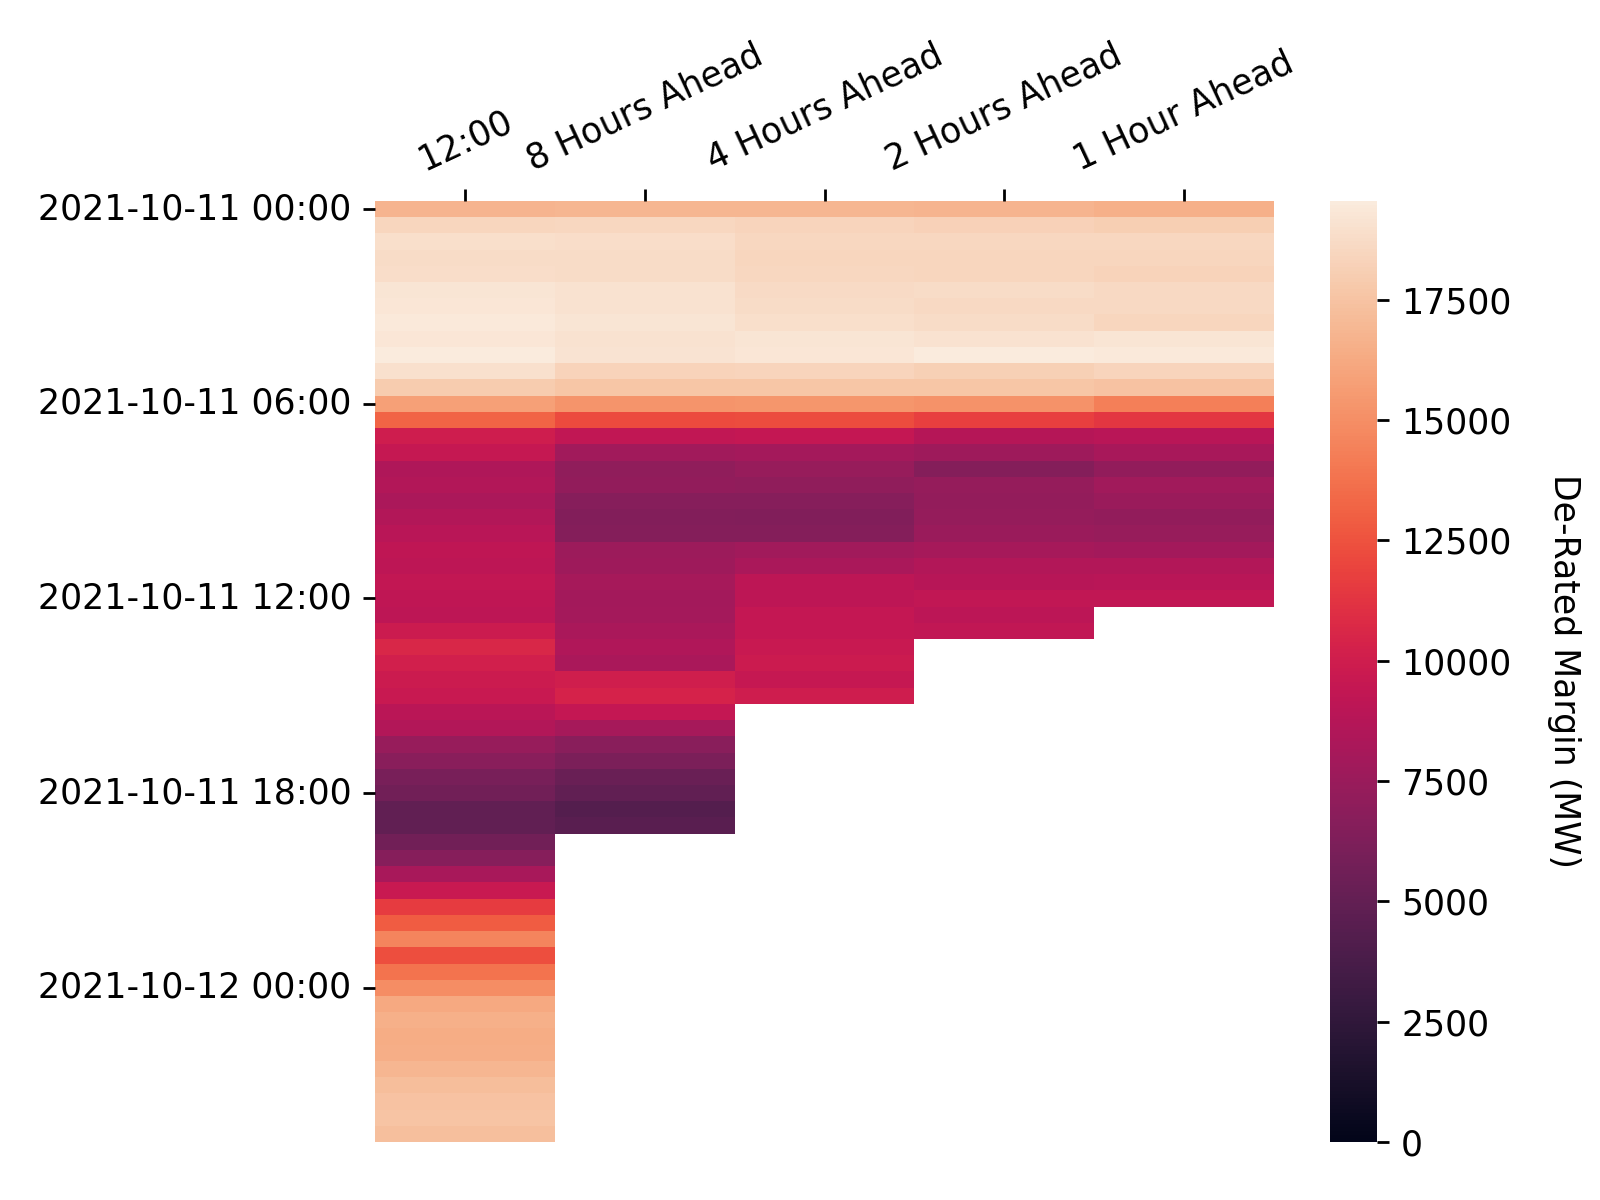 12:00
8 Hours Ahead
4 Hours Ahead
2 Hours Ahead
1 Hour Ahead
2021-10-11 00:00
2021-10-11 06:00
2021-10-11 12:00
2021-10-11 18:00
2021-10-12 00:00
17500
15000
12500
10000
7500
5000
2500
0
De-Rated Margin (MW)